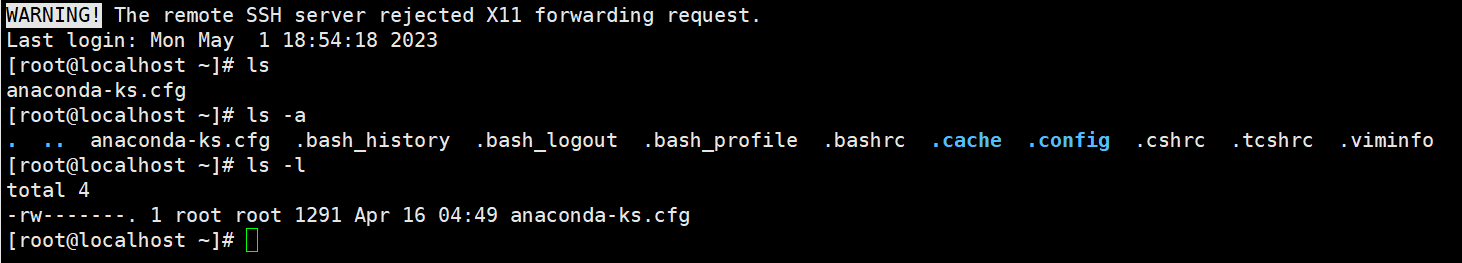 WARNING! The remote SSH server rejected X11 forwarding request.
Last login: Mon May  1 18:54:18 2023
[root@localhost ~]# ls
anaconda-ks.cfg
[root@localhost ~]# ls -a
.  ..  anaconda-ks.cfg  .bash_history  .bash_logout  .bash_profile  .bashrc  .cache  .config  .cshrc  .tcshrc  .viminfo
[root@localhost ~]# ls -l
total 4
-rw-------. 1 root root 1291 Apr 16 04:49 anaconda-ks.cfg
[root@localhost ~]#